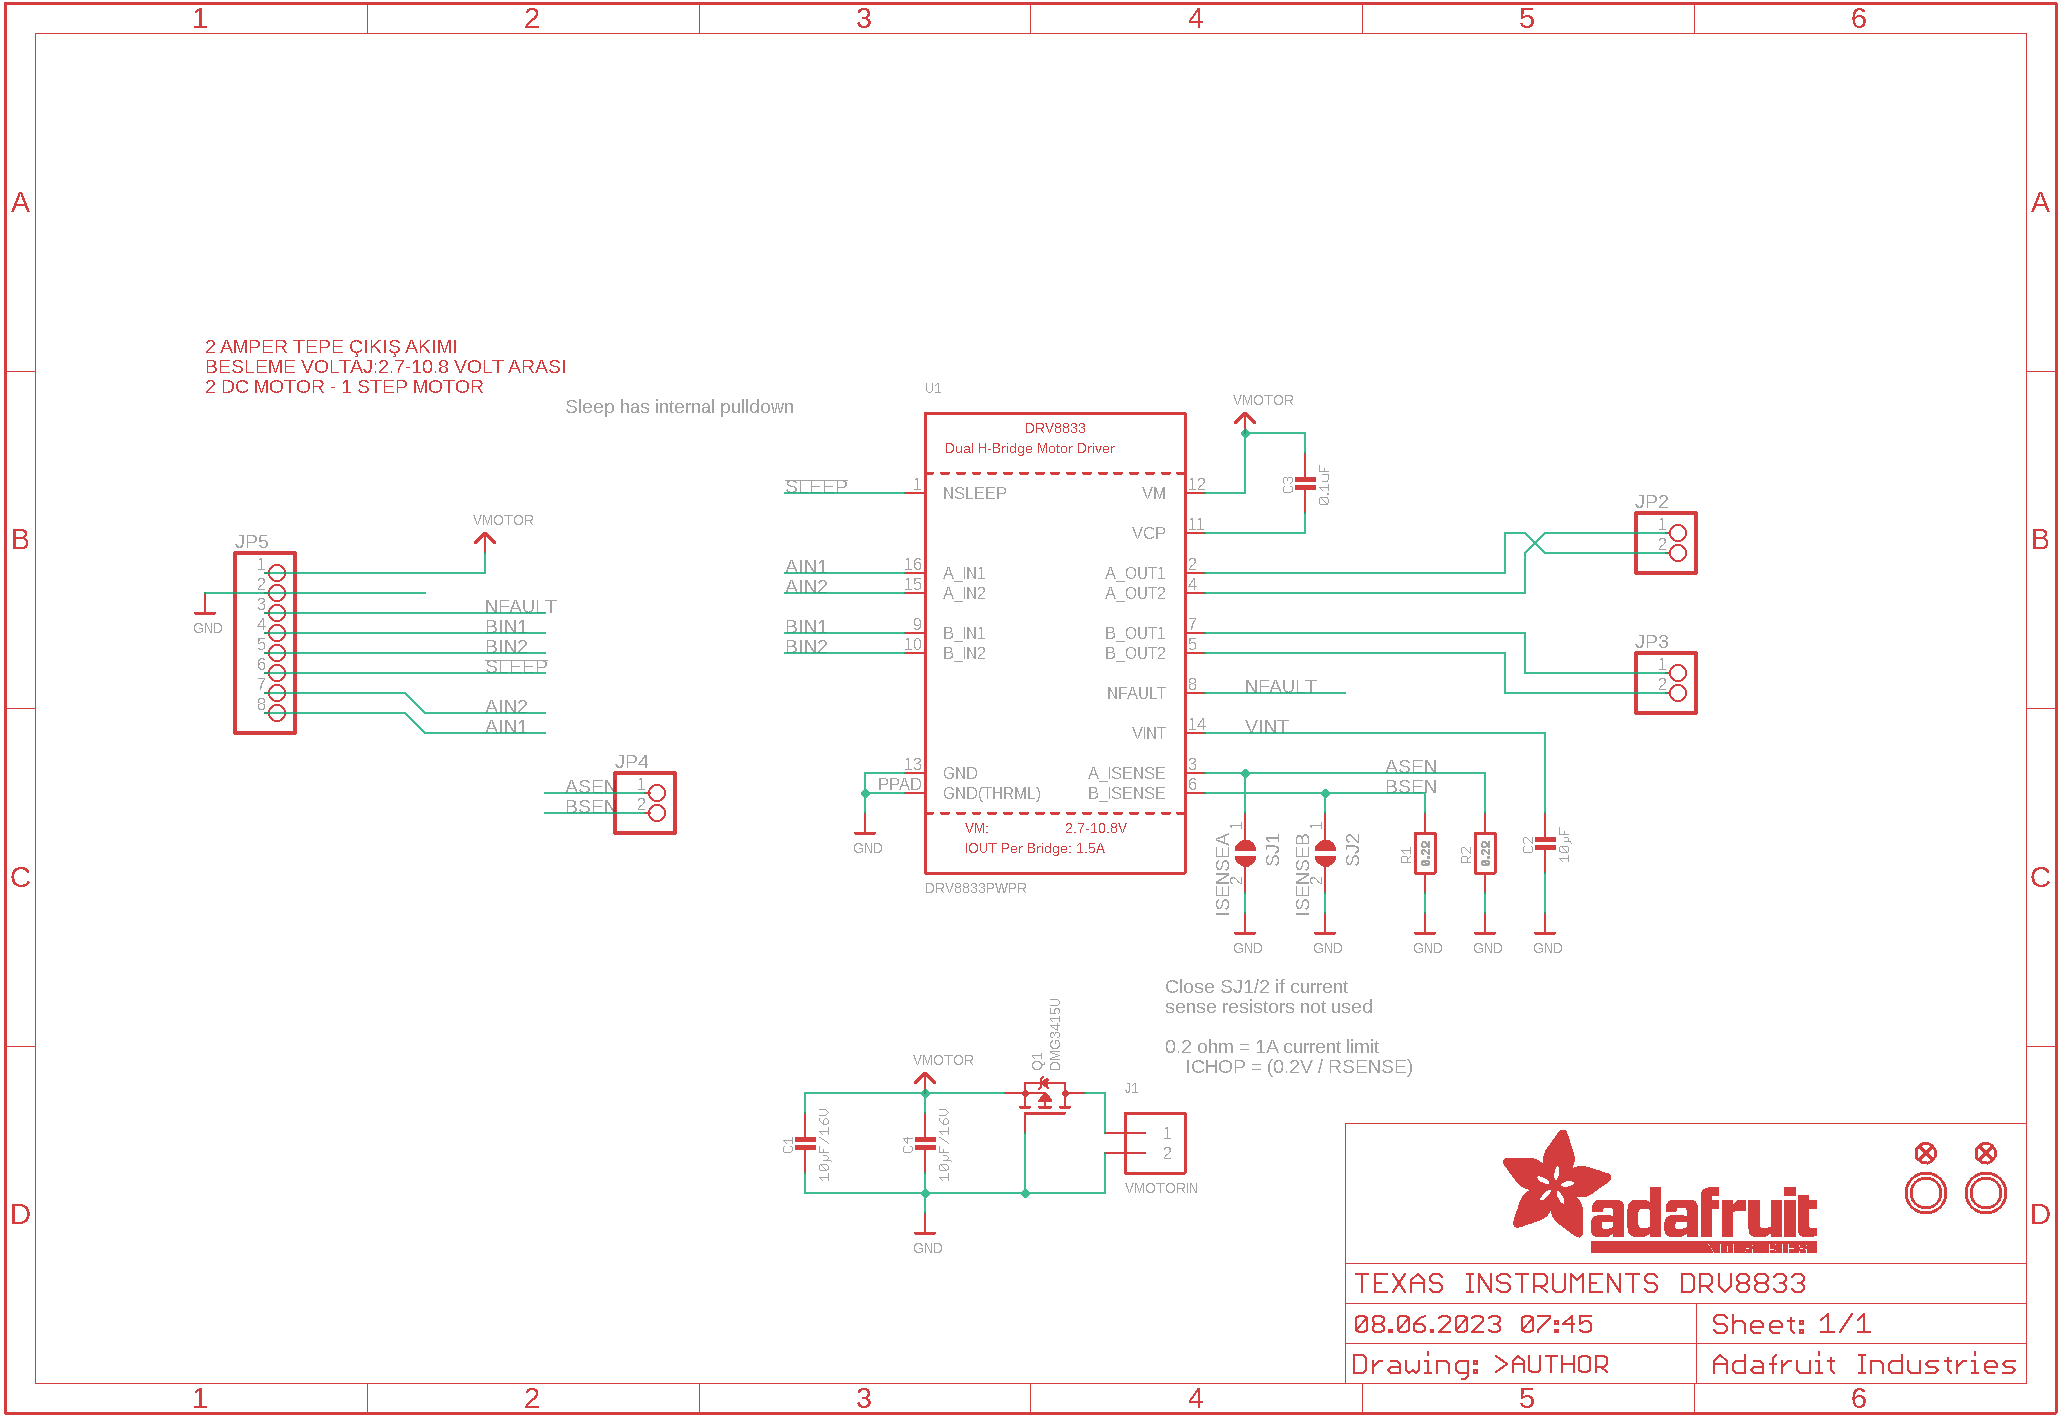 1 2 3 4 5 6
A A
B B
C C
D D
2 AMPER TEPE ÇIKIŞ AKIMI
BESLEME VOLTAJ:2.7-10.8 VOLT ARASI
2 DC MOTOR - 1 STEP MOTOR
Sleep has internal pulldown
JP5
VMOTOR
1
2
3 NFAULT
4 BIN1
5 BIN2
6 SLEEP
7 AIN2
8 AIN1
GND
JP4
ASEN 1
BSEN 2
U1
DRV8833
Dual H-Bridge Motor Driver
SLEEP 1 NSLEEP
AIN1 16 A_IN1
AIN2 15 A_IN2
BIN1 9 B_IN1
BIN2 10 B_IN2
13 GND
PPAD GND(THRML)
GND
VM 12
VCP 11
A_OUT1 2
A_OUT2 4
B_OUT1 7
B_OUT2 5
NFAULT 8 NFAULT
VINT 14 VINT
A_ISENSE 3 ASEN
B_ISENSE 6 BSEN
VM: 2.7-10.8V
IOUT Per Bridge: 1.5A
DRV8833PWPR
VMOTOR
C3
0.1uF
JP2
1
2
JP3
1
2
ISENSEA
1
2
SJ1
ISENSEB
1
2
SJ2
R1
0.2Ω
R2
0.2Ω
C2
10µF
GND GND GND GND GND
Close SJ1/2 if current
sense resistors not used
0.2 ohm = 1A current limit
ICHOP = (0.2V / RSENSE)
VMOTOR
C1
10µF/16V
C4
10µF/16V
Q1
DMG3415U
J1
1
2
VMOTORIN
GND
adafruit
TEXAS INSTRUMENTS DRV8833
08.06.2023 07:45
Sheet: 1/1
Drawing: >AUTHOR
Adafruit Industries
1 2 3 4 5 6